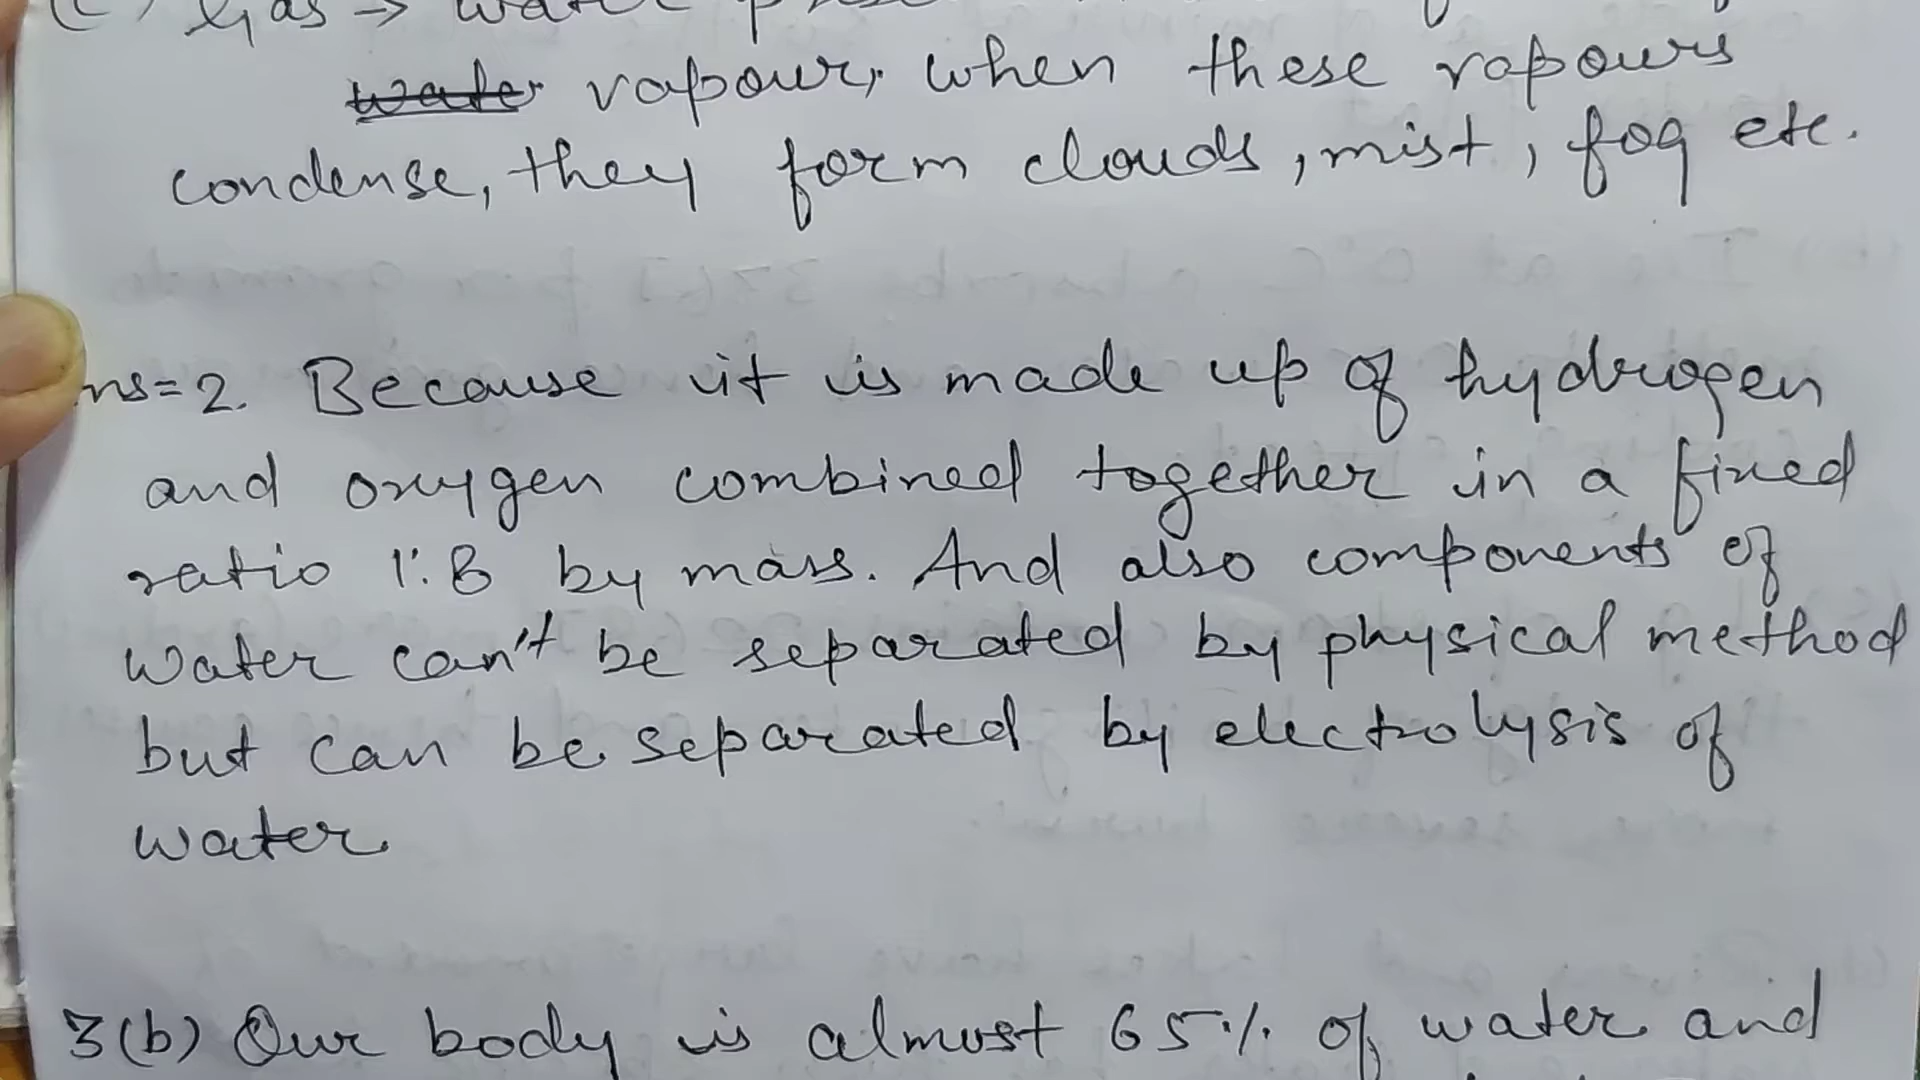 Gas → water
vapour, when these vapours
condense, they form clouds, mist, fog etc.
ns=2. Because it is made up of hydrogen
and oxygen combined together in a fixed
ratio 1:8 by mass. And also components of
water can't be separated by physical method
but can be separated by electrolysis of
water.
3(b) Our body is almost 65% of water and